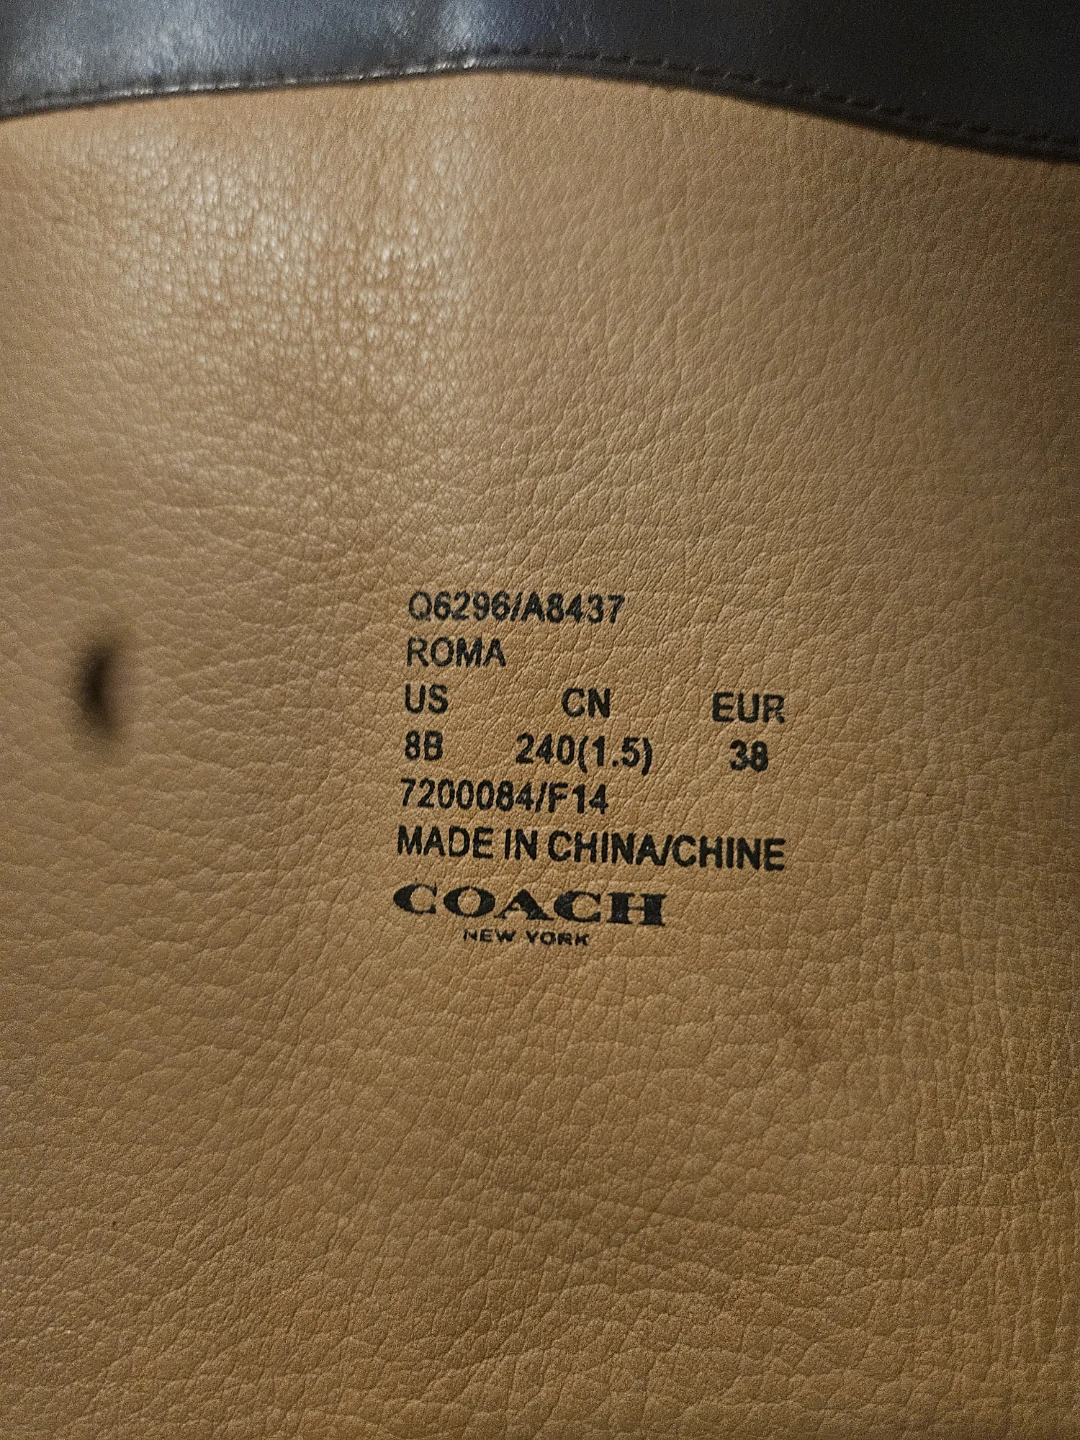 Q6296/A8437
ROMA
US CN EUR
8B 240(1.5) 38
7200084/F14
MADE IN CHINA/CHINE
COACH
NEW YORK